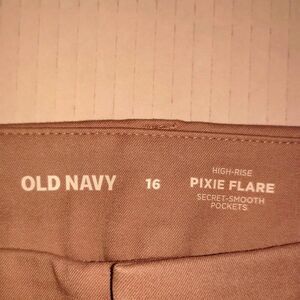 OLD NAVY
16
HIGH-RISE
PIXIE FLARE
SECRET-SMOOTH
POCKETS